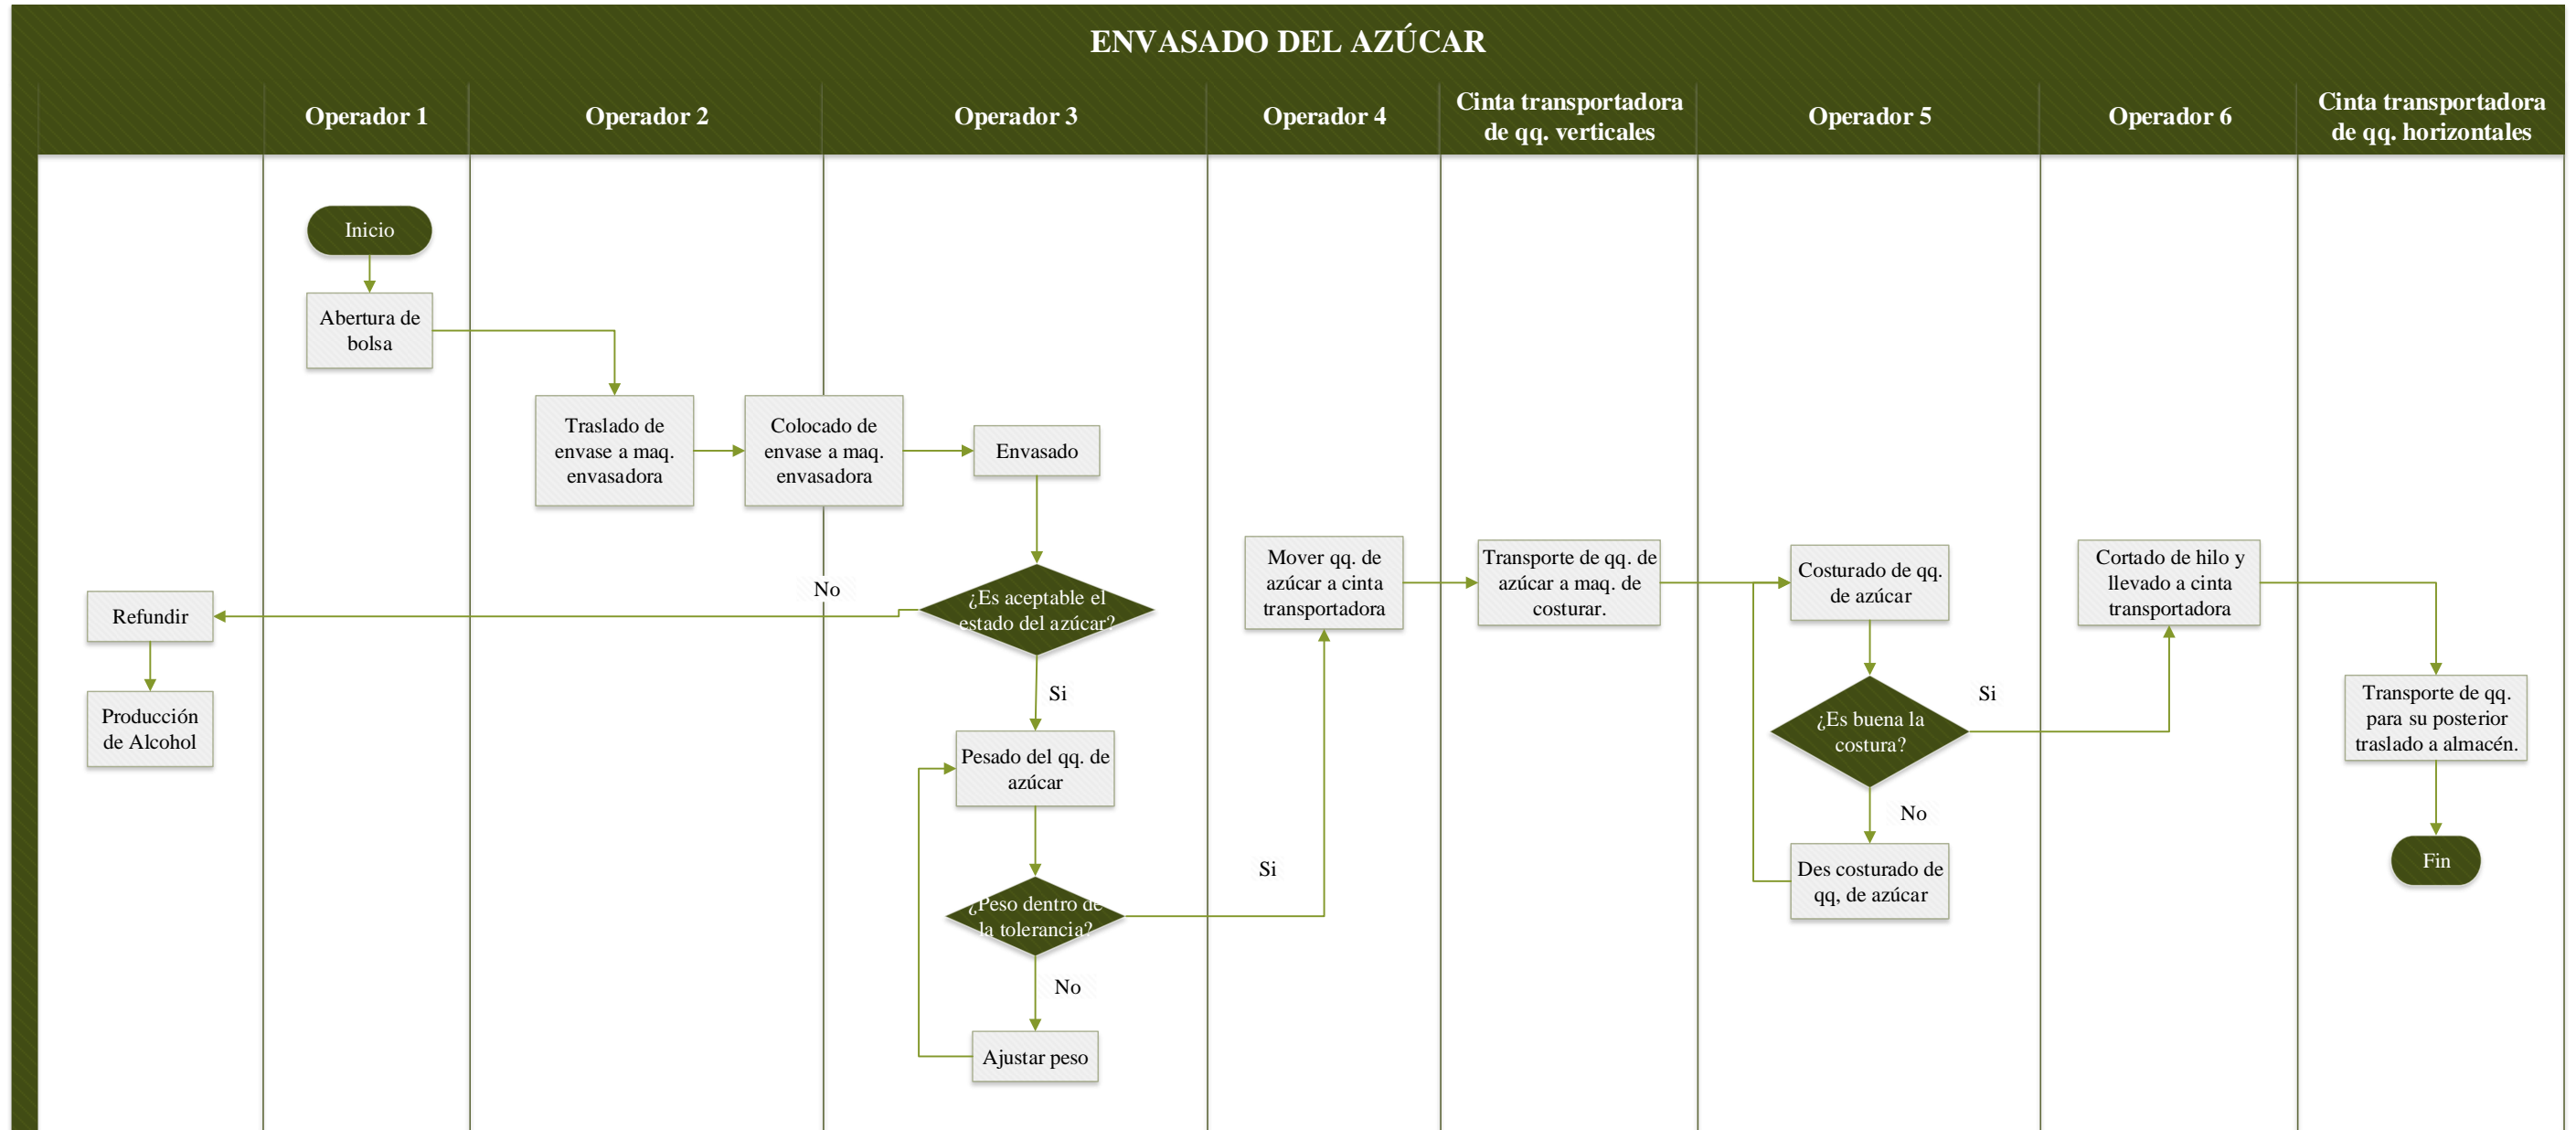 ENVASADO DEL AZÚCAR
Operador 1
Operador 2
Operador 3
Operador 4
Cinta transportadora
de qq. verticales
Operador 5
Operador 6
Cinta transportadora
de qq. horizontales
Inicio
Abertura de
bolsa
Traslado de
envase a maq.
envasadora
Colocado de
envase a maq.
envasadora
Envasado
¿Es aceptable el
estado del azúcar?
No
Refundir
Producción
de Alcohol
Si
Pesado del qq. de
azúcar
¿Peso dentro de
la tolerancia?
No
Ajustar peso
Si
Mover qq. de
azúcar a cinta
transportadora
Transporte de qq. de
azúcar a maq. de
costurar.
Costurado de qq.
de azúcar
¿Es buena la
costura?
No
Des costurado de
qq, de azúcar
Si
Cortado de hilo y
llevado a cinta
transportadora
Transporte de qq.
para su posterior
traslado a almacén.
Fin